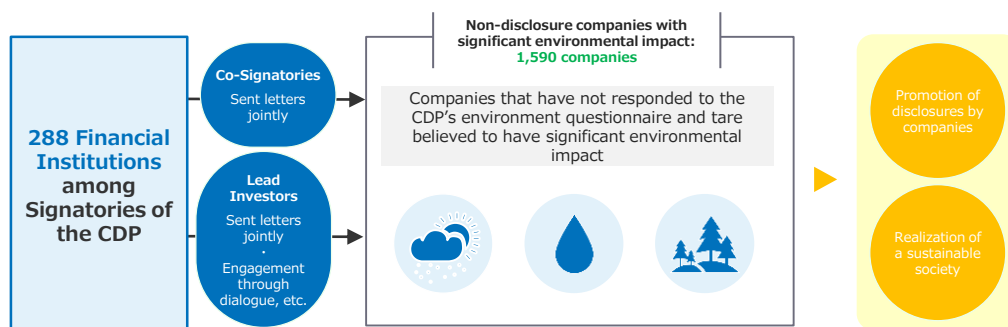 288 Financial
Institutions
among
Signatories of
the CDP
Co-Signatories
Sent letters
jointly
Lead
Investors
Sent letters
jointly
・
Engagement
through
dialogue, etc.
Non-disclosure companies with
significant environmental impact:
1,590 companies
Companies that have not responded to the
CDP's environment questionnaire and tare
believed to have significant environmental
impact
Promotion of
disclosures by
companies
Realization of
a sustainable
society